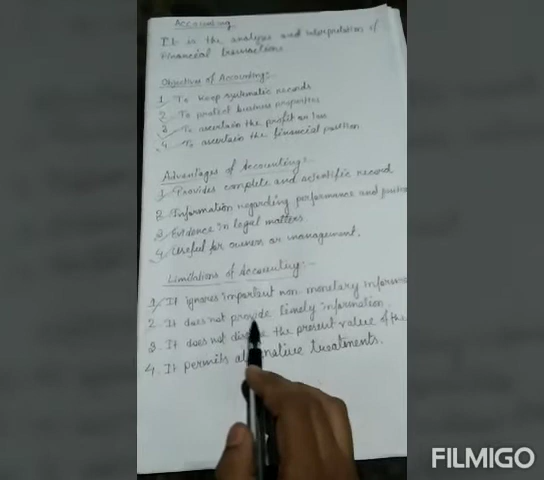 Accounting
It is the analysis and interpretation of
financial transactions
Objectives of Accounting:-
1. To keep systematic records
2. To protect business properties
3. To ascertain the profit or loss
4. To ascertain the financial position
Advantages of Accounting:-
1. Provides complete and scientific record
2. Information regarding performance and
3. Evidence in legal matters.
4. Useful for owners or management.
Limitations of Accounting:-
1. It ignores important non-monetary
2. It does not provide timely information.
3. It does not the present value of the
4. It permits alternative treatments.
FILMIGO